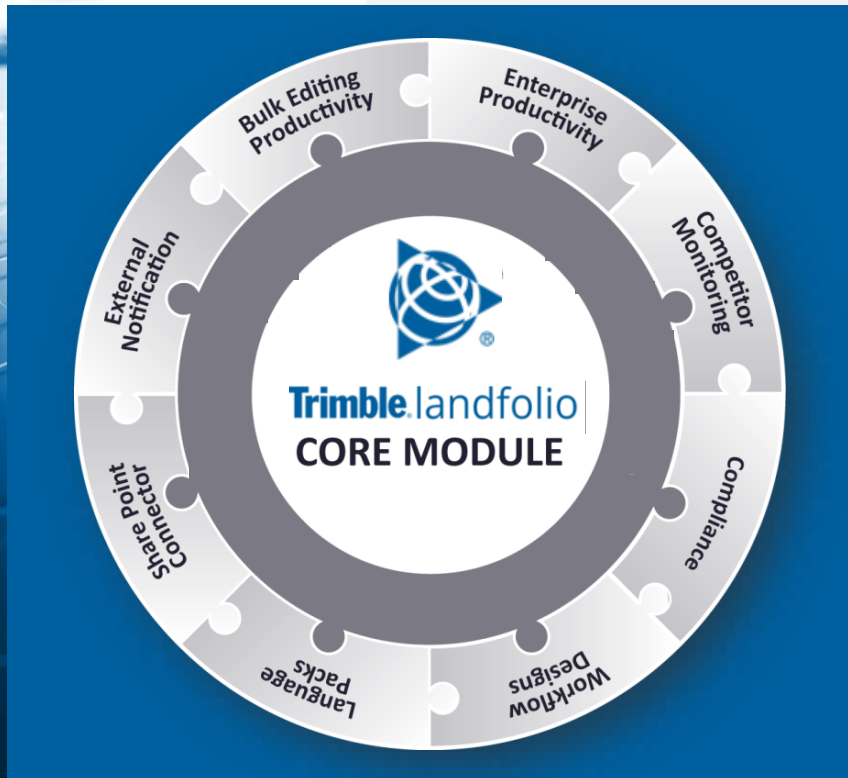 Bulk Editing
Productivity
Enterprise
Productivity
Competitor
Monitoring
Compliance
Workflow
Designs
Language
Packs
Share Point
Connector
External
Notification
®
Trimble. landfolio
CORE MODULE